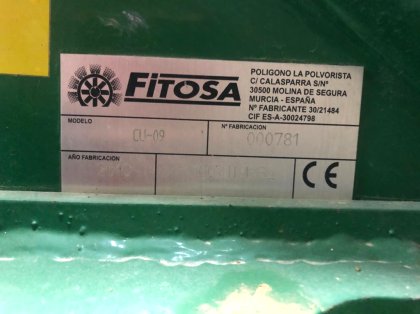 FITOSA
POLIGONO LA POLVORISTA
C/ CALASPARRA S/Nº
30500 MOLINA DE SEGURA
MURCIA - ESPAÑA
Nº FABRICANTE 30/21484
CIF ES-A-30024798
MODELO
CU-09
Nº FABRICACION
000781
AÑO FABRICACION
CE